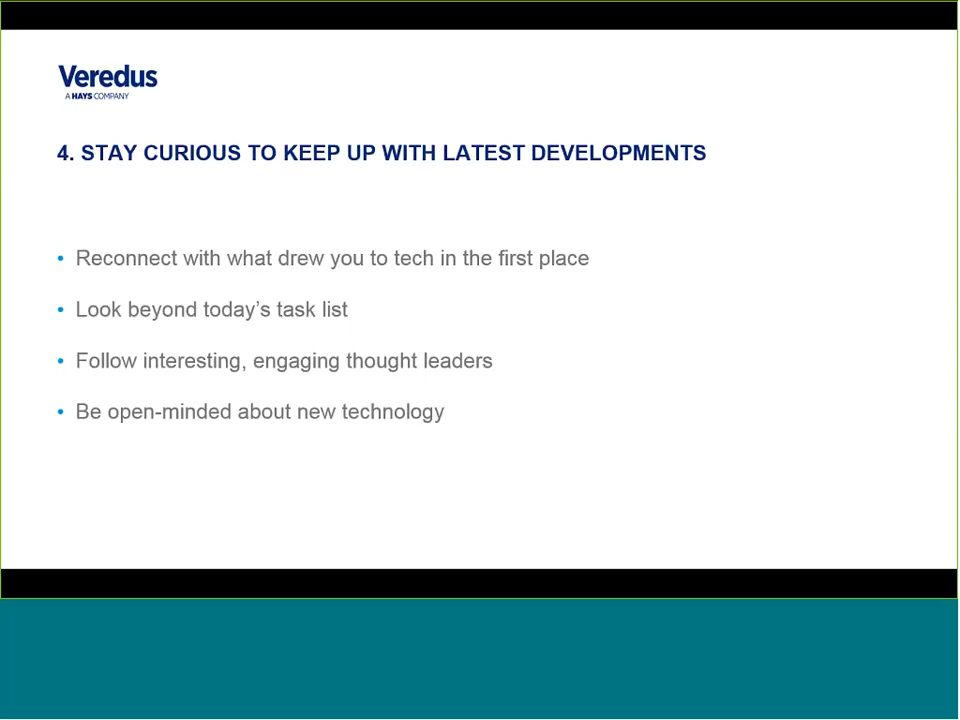 Veredus
A HAYS COMPANY
4. STAY CURIOUS TO KEEP UP WITH LATEST DEVELOPMENTS
• Reconnect with what drew you to tech in the first place
• Look beyond today’s task list
• Follow interesting, engaging thought leaders
• Be open-minded about new technology